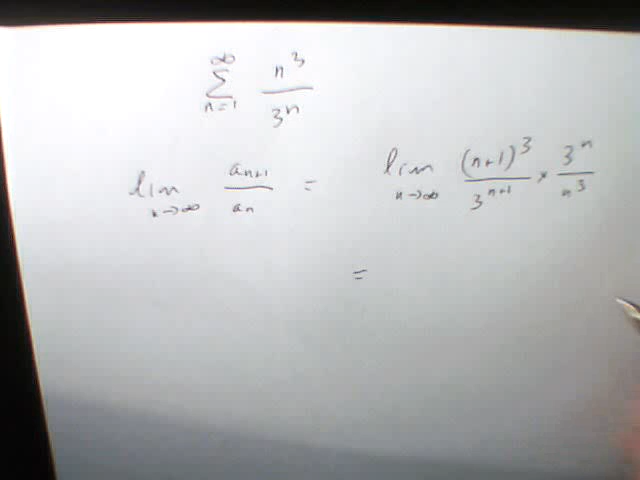 ∞
∑ n³/3ⁿ
n=1
lim aₙ₊₁/aₙ = lim (n+1)³/3ⁿ⁺¹ × 3ⁿ/n³
n→∞ n→∞
=